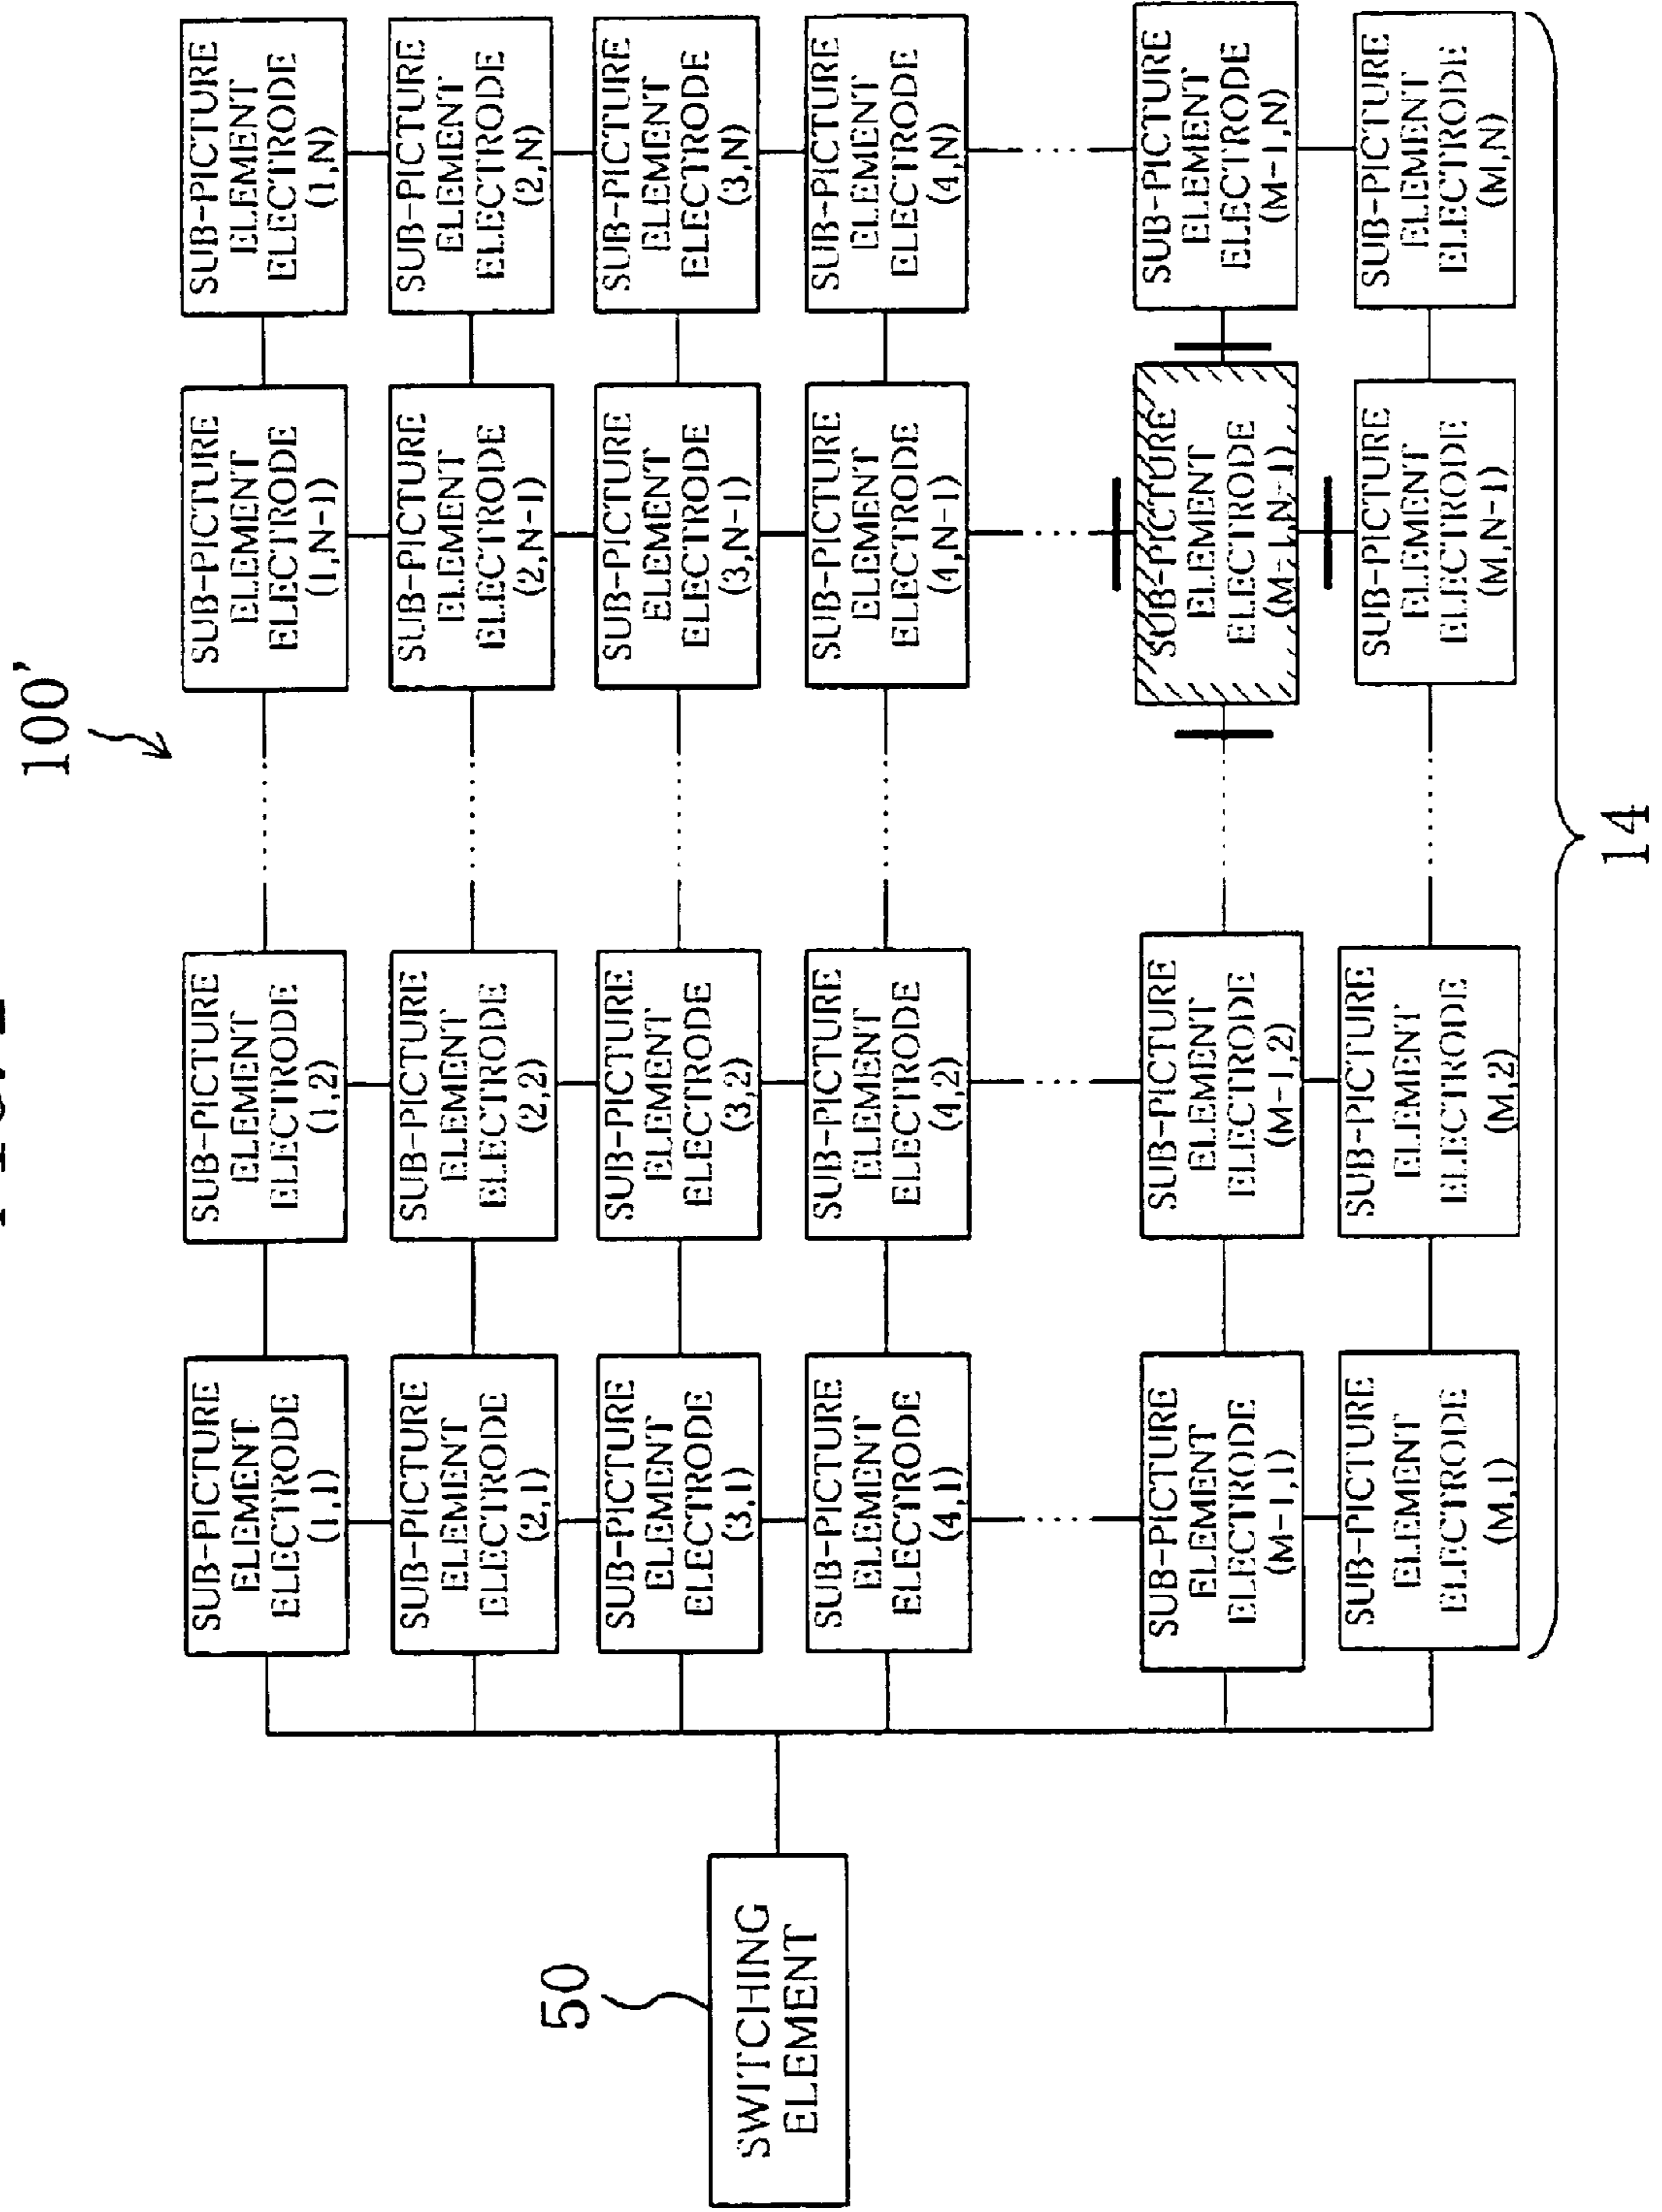 100'
SUB-PICTURE
ELEMENT
ELECTRODE
(1,1)
SUB-PICTURE
ELEMENT
ELECTRODE
(1,2)
SUB-PICTURE
ELEMENT
ELECTRODE
(1,N-1)
SUB-PICTURE
ELEMENT
ELECTRODE
(1,N)
SUB-PICTURE
ELEMENT
ELECTRODE
(2,1)
SUB-PICTURE
ELEMENT
ELECTRODE
(2,2)
SUB-PICTURE
ELEMENT
ELECTRODE
(2,N-1)
SUB-PICTURE
ELEMENT
ELECTRODE
(2,N)
50
SWITCHING
ELEMENT
SUB-PICTURE
ELEMENT
ELECTRODE
(3,1)
SUB-PICTURE
ELEMENT
ELECTRODE
(3,2)
SUB-PICTURE
ELEMENT
ELECTRODE
(3,N-1)
SUB-PICTURE
ELEMENT
ELECTRODE
(3,N)
SUB-PICTURE
ELEMENT
ELECTRODE
(4,1)
SUB-PICTURE
ELEMENT
ELECTRODE
(4,2)
SUB-PICTURE
ELEMENT
ELECTRODE
(4,N-1)
SUB-PICTURE
ELEMENT
ELECTRODE
(4,N)
SUB-PICTURE
ELEMENT
ELECTRODE
(M-1,1)
SUB-PICTURE
ELEMENT
ELECTRODE
(M-1,2)
SUB-PICTURE
ELEMENT
ELECTRODE
(M-1,N-1)
SUB-PICTURE
ELEMENT
ELECTRODE
(M-1,N)
SUB-PICTURE
ELEMENT
ELECTRODE
(M,1)
SUB-PICTURE
ELEMENT
ELECTRODE
(M,2)
SUB-PICTURE
ELEMENT
ELECTRODE
(M,N-1)
SUB-PICTURE
ELEMENT
ELECTRODE
(M,N)
14